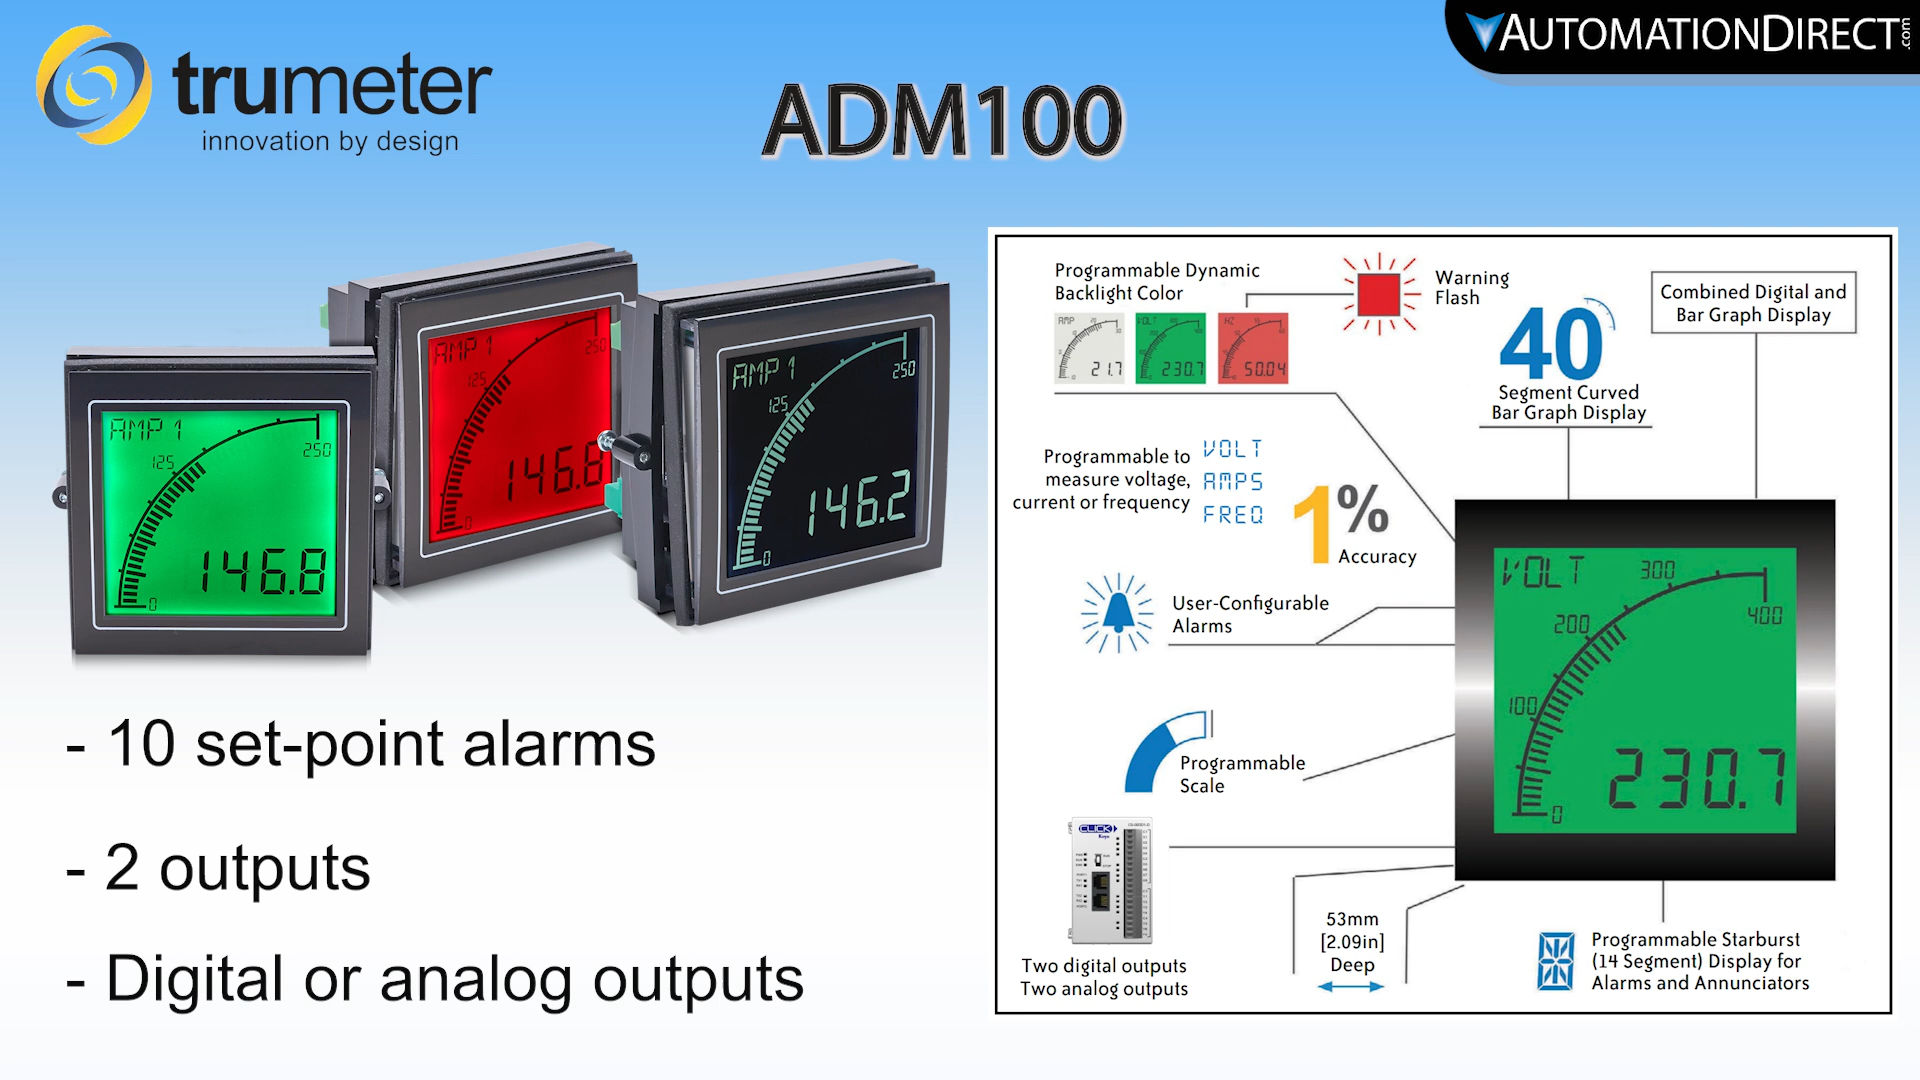 trumeter
innovation by design
ADM100
AUTOMATIONDIRECT.com
AMP 1
125
250
146.8
0
AMP 1
125
250
146.8
0
AMP 1
125
250
146.2
0
- 10 set-point alarms
- 2 outputs
- Digital or analog outputs
Programmable Dynamic
Backlight Color
Warning
Flash
AMP
21.7
VOLT
230.7
HZ
50.04
40
Segment Curved
Bar Graph Display
Combined Digital and
Bar Graph Display
Programmable to
measure voltage,
current or frequency
VOLT
AMPS
FREQ
1%
Accuracy
User-Configurable
Alarms
Programmable
Scale
CLICK
Two digital outputs
Two analog outputs
53mm
[2.09in]
Deep
VOLT
300
400
200
100
0
230.7
Programmable Starburst
(14 Segment) Display for
Alarms and Annunciators